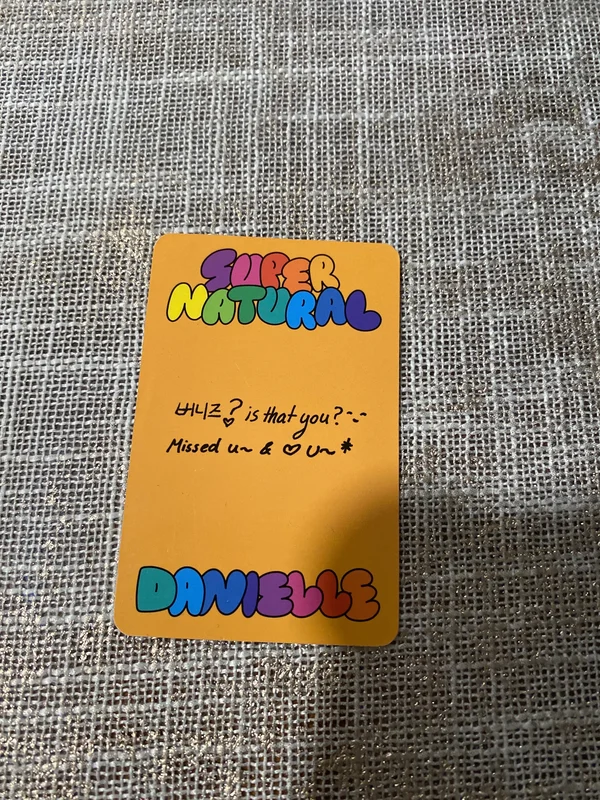 SUPER
NATURAL
버니즈? is that you? ~
Missed u~ & ♡ u~ *
DANIELLE